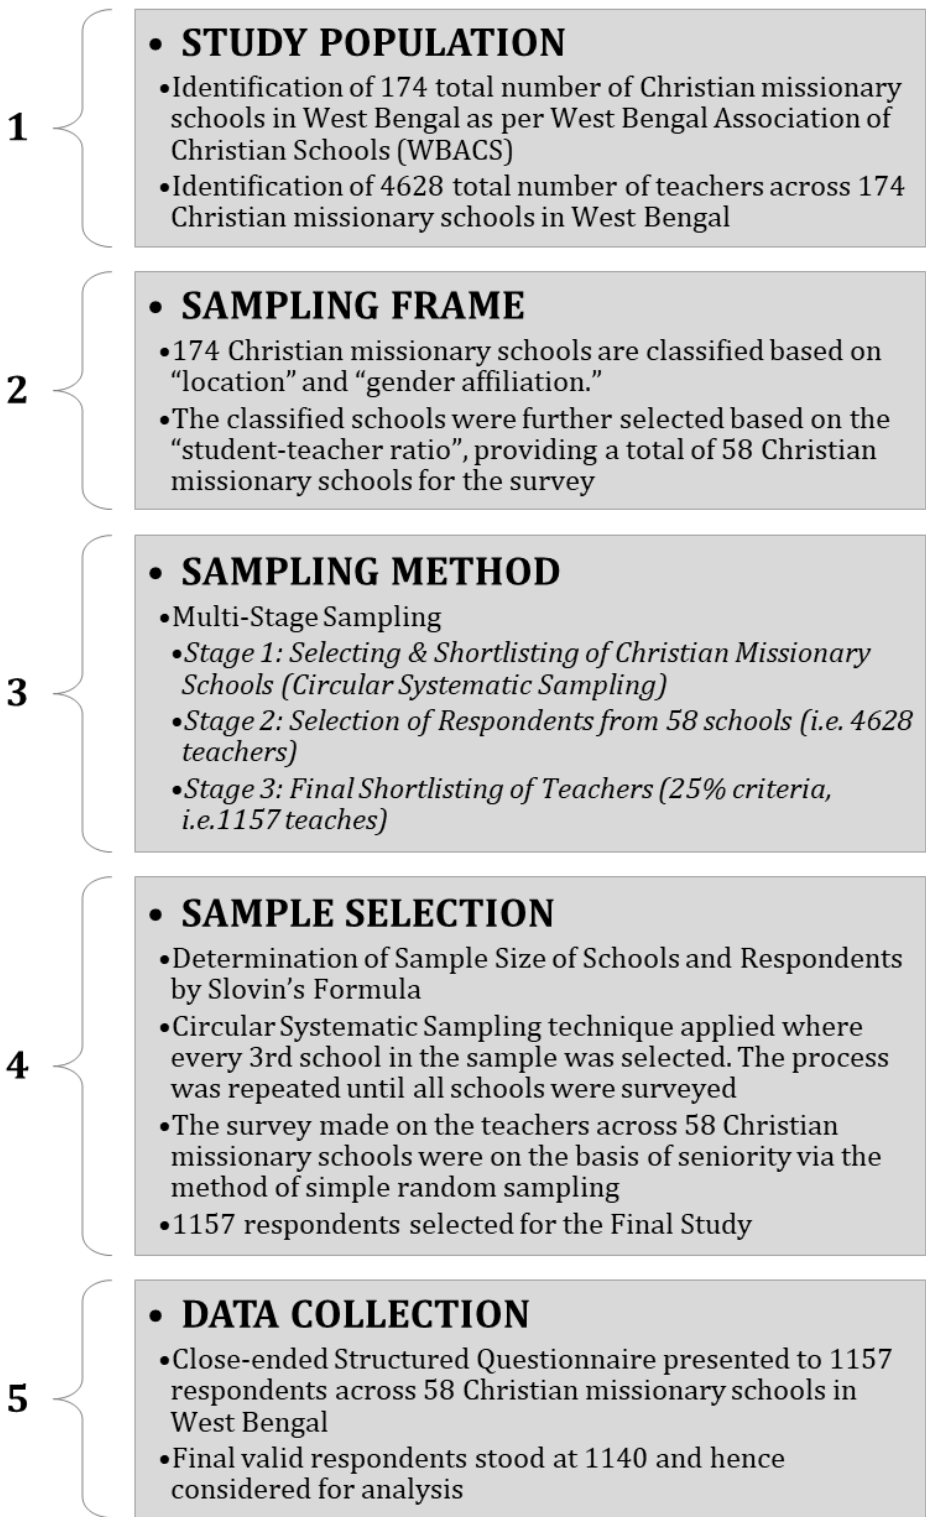 • STUDY POPULATION
1
•Identification of 174 total number of Christian missionary
schools in West Bengal as per West Bengal Association of
Christian Schools (WBACS)
•Identification of 4628 total number of teachers across 174
Christian missionary schools in West Bengal
• SAMPLING FRAME
2
•174 Christian missionary schools are classified based on
“location” and “gender affiliation.”
•The classified schools were further selected based on the
“student-teacher ratio”, providing a total of 58 Christian
missionary schools for the survey
• SAMPLING METHOD
3
•Multi-Stage Sampling
•Stage 1: Selecting & Shortlisting of Christian Missionary
Schools (Circular Systematic Sampling)
•Stage 2: Selection of Respondents from 58 schools (i.e. 4628
teachers)
•Stage 3: Final Shortlisting of Teachers (25% criteria,
i.e.1157 teaches)
• SAMPLE SELECTION
4
•Determination of Sample Size of Schools and Respondents
by Slovin’s Formula
•Circular Systematic Sampling technique applied where
every 3rd school in the sample was selected. The process
was repeated until all schools were surveyed
•The survey made on the teachers across 58 Christian
missionary schools were on the basis of seniority via the
method of simple random sampling
•1157 respondents selected for the Final Study
• DATA COLLECTION
5
•Close-ended Structured Questionnaire presented to 1157
respondents across 58 Christian missionary schools in
West Bengal
•Final valid respondents stood at 1140 and hence
considered for analysis